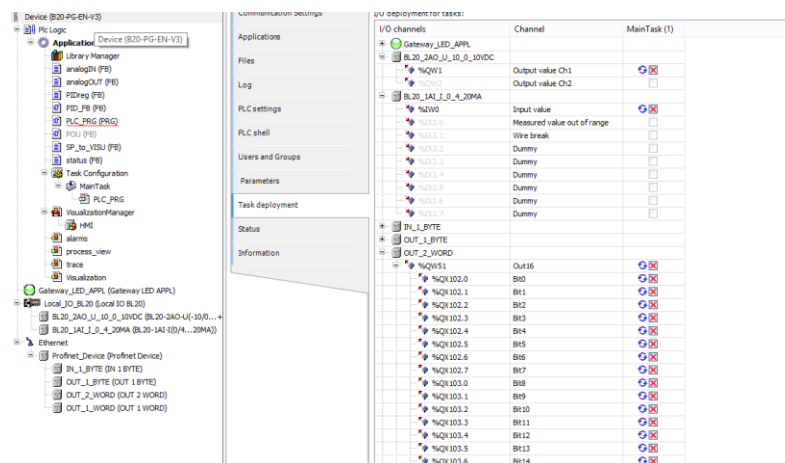 Device (B20-PG-EN-V3)
Plc Logic
Device (B20-PG-EN-V3)
Application
Library Manager
analogIN (FB)
analogOUT (FB)
PIDreg (FB)
PID_FB (FB)
PLC_PRG (PRG)
POU (FB)
SP_to_VISU (FB)
status (FB)
Task Configuration
MainTask
PLC_PRG
VisualizationManager
HMI
alarms
process_view
trace
Visualization
Gateway_LED_APPL (Gateway LED APPL)
Local_IO_BL20 (Local IO BL20)
BL20_2AO_U_10_0_10VDC (BL20-2AO-U(-10/0...+
BL20_1AI_I_0_4_20MA (BL20-1AI-I(0/4...20MA))
Ethernet
Profinet_Device (Profinet Device)
IN_1_BYTE (IN 1 BYTE)
OUT_1_BYTE (OUT 1 BYTE)
OUT_2_WORD (OUT 2 WORD)
OUT_1_WORD (OUT 1 WORD)
Communication Settings
Applications
Files
Log
PLC settings
PLC shell
Users and Groups
Parameters
Task deployment
Status
Information
I/O deployment for tasks:
I/O channels Channel MainTask (1)
Gateway_LED_APPL
BL20_2AO_U_10_0_10VDC
%QW1 Output value Ch1
%QW2 Output value Ch2
BL20_1AI_I_0_4_20MA
%IW0 Input value
%IX2.0 Measured value out of range
%IX2.1 Wire break
%IX2.2 Dummy
%IX2.3 Dummy
%IX2.4 Dummy
%IX2.5 Dummy
%IX2.6 Dummy
%IX2.7 Dummy
IN_1_BYTE
OUT_1_BYTE
OUT_2_WORD
%QW51 Out16
%QX102.0 Bit0
%QX102.1 Bit1
%QX102.2 Bit2
%QX102.3 Bit3
%QX102.4 Bit4
%QX102.5 Bit5
%QX102.6 Bit6
%QX102.7 Bit7
%QX103.0 Bit8
%QX103.1 Bit9
%QX103.2 Bit10
%QX103.3 Bit11
%QX103.4 Bit12
%QX103.5 Bit13
%QX103.6 Bit14